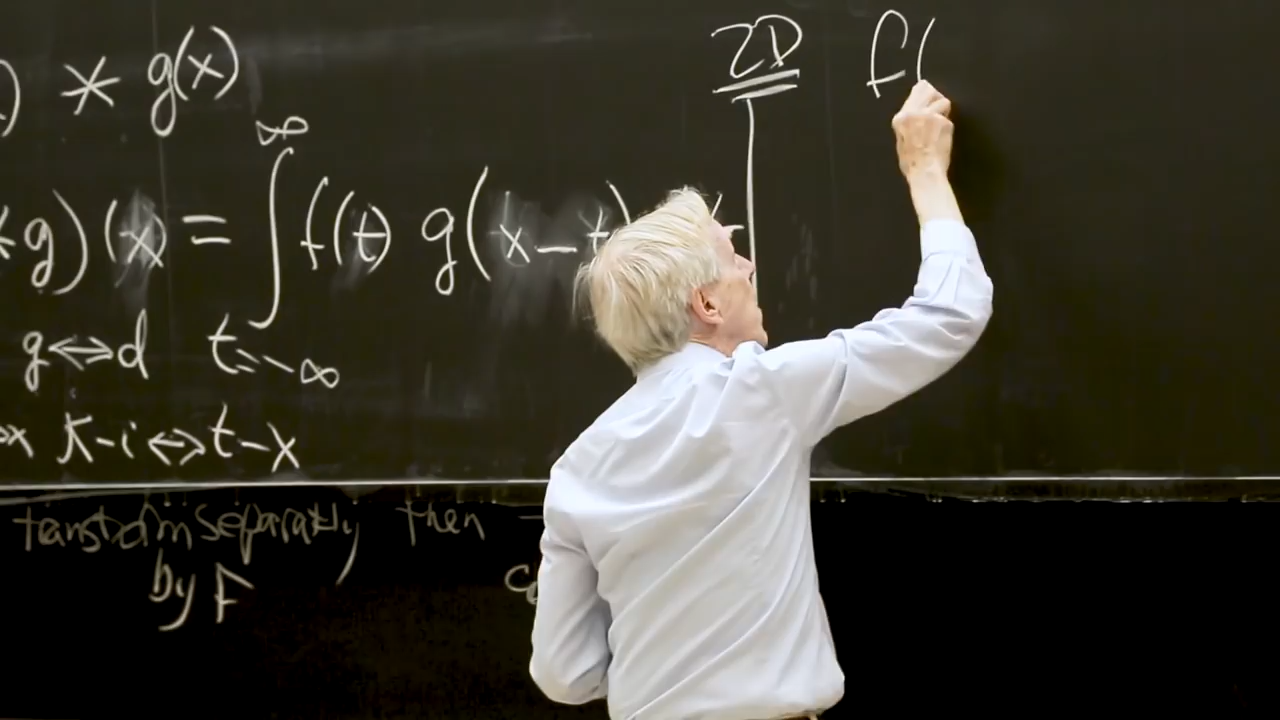 ) * g(x)
*g)(x) = ∫ f(t) g(x-t)
∞
g⟷d t=-∞
x k-i⟷t-x
2D f(
transform separately then
by F